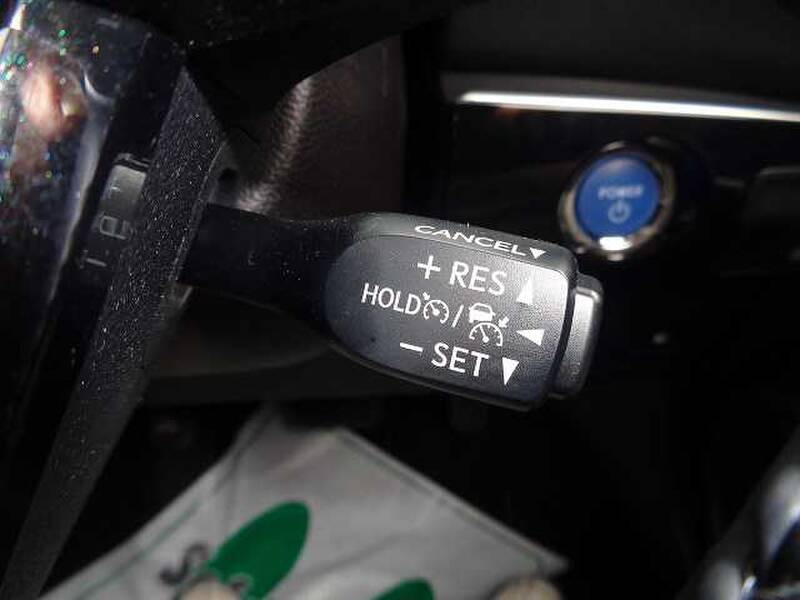 POWER
CANCEL▼
+ RES ▲
HOLD / ◀
– SET ▼